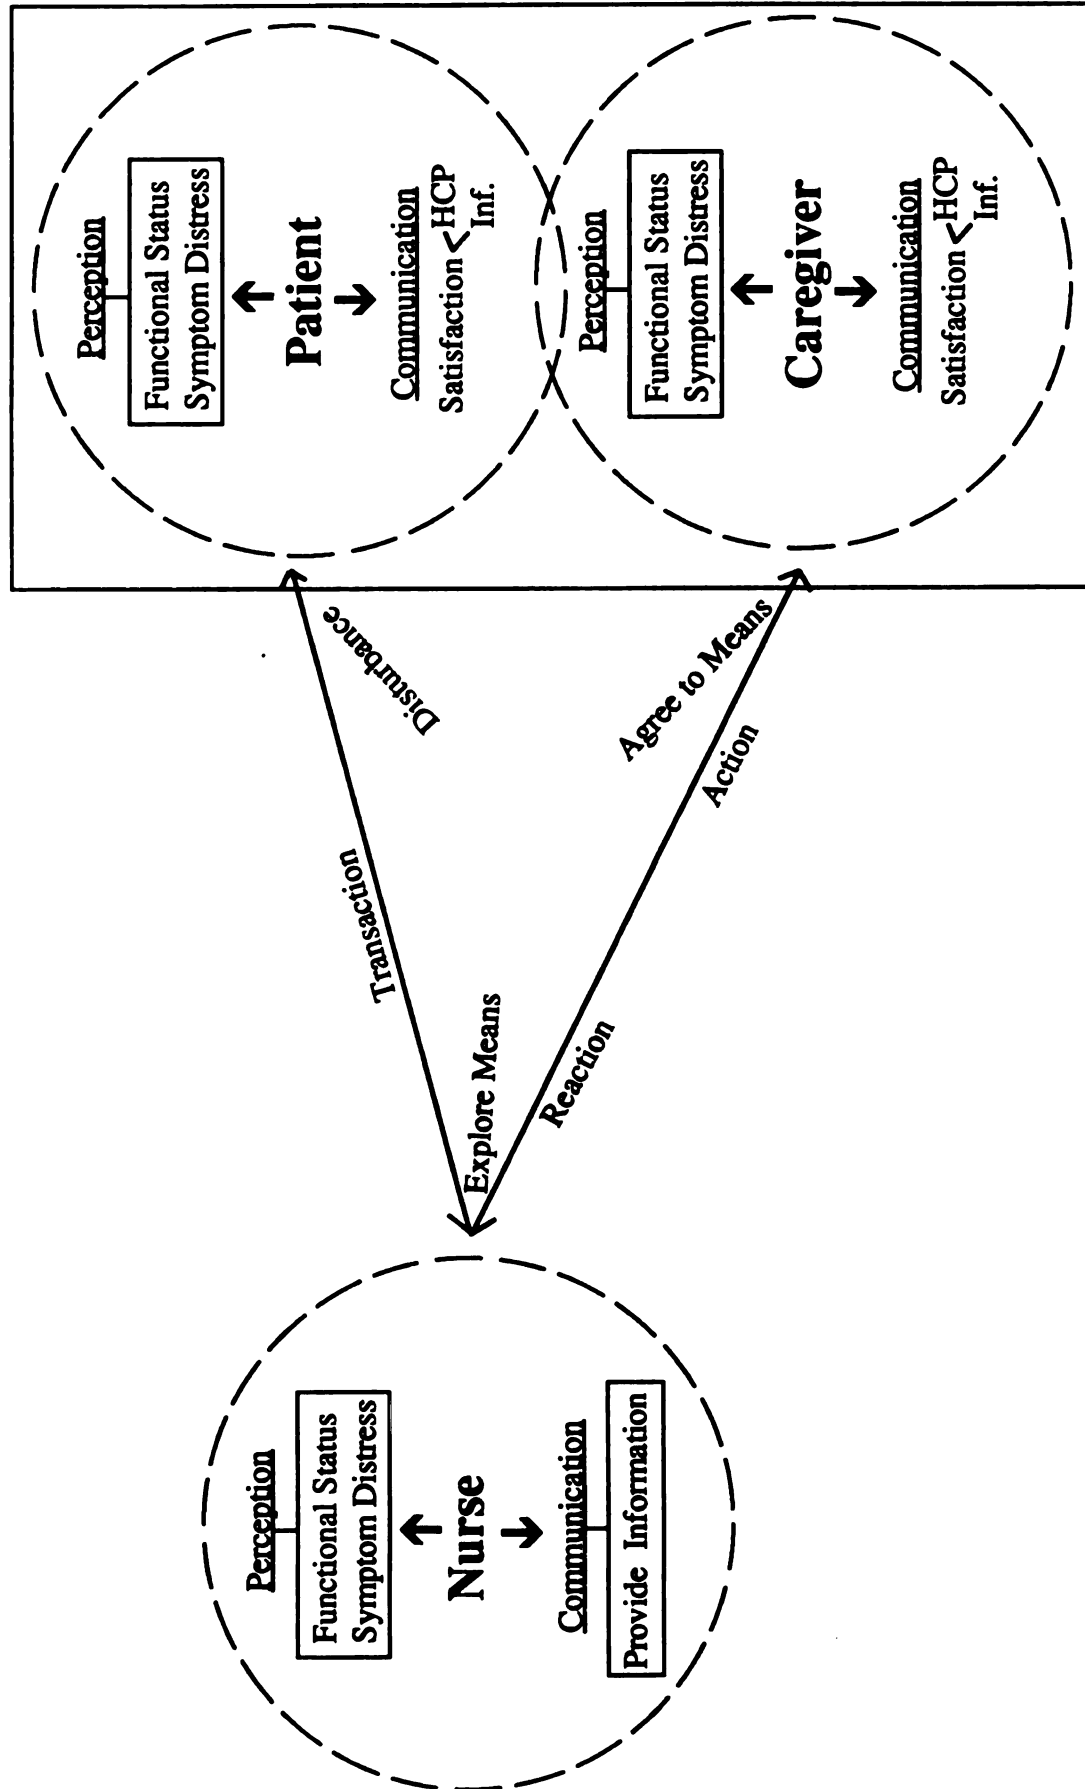 Perception
Functional Status
Symptom Distress
Nurse
Communication
Provide Information
Transaction
Disturbance
Explore Means
Reaction
Agree to Means
Action
Perception
Functional Status
Symptom Distress
Patient
Communication
Satisfaction < HCP
Inf.
Perception
Functional Status
Symptom Distress
Caregiver
Communication
Satisfaction < HCP
Inf.